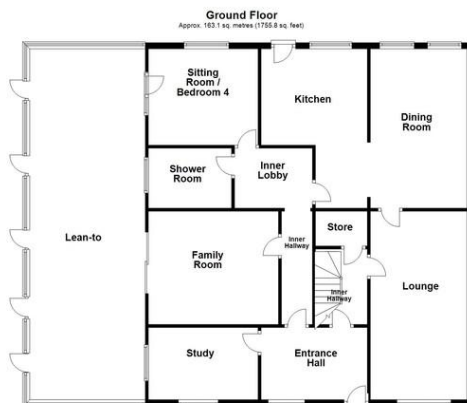 Ground Floor
Approx. 163.1 sq. metres (1755.8 sq. feet)
Sitting
Room /
Bedroom 4
Kitchen
Dining
Room
Shower
Room
Inner
Lobby
Lean-to
Family
Room
Inner
Hallway
Store
Inner
Hallway
Lounge
Study
Entrance
Hall